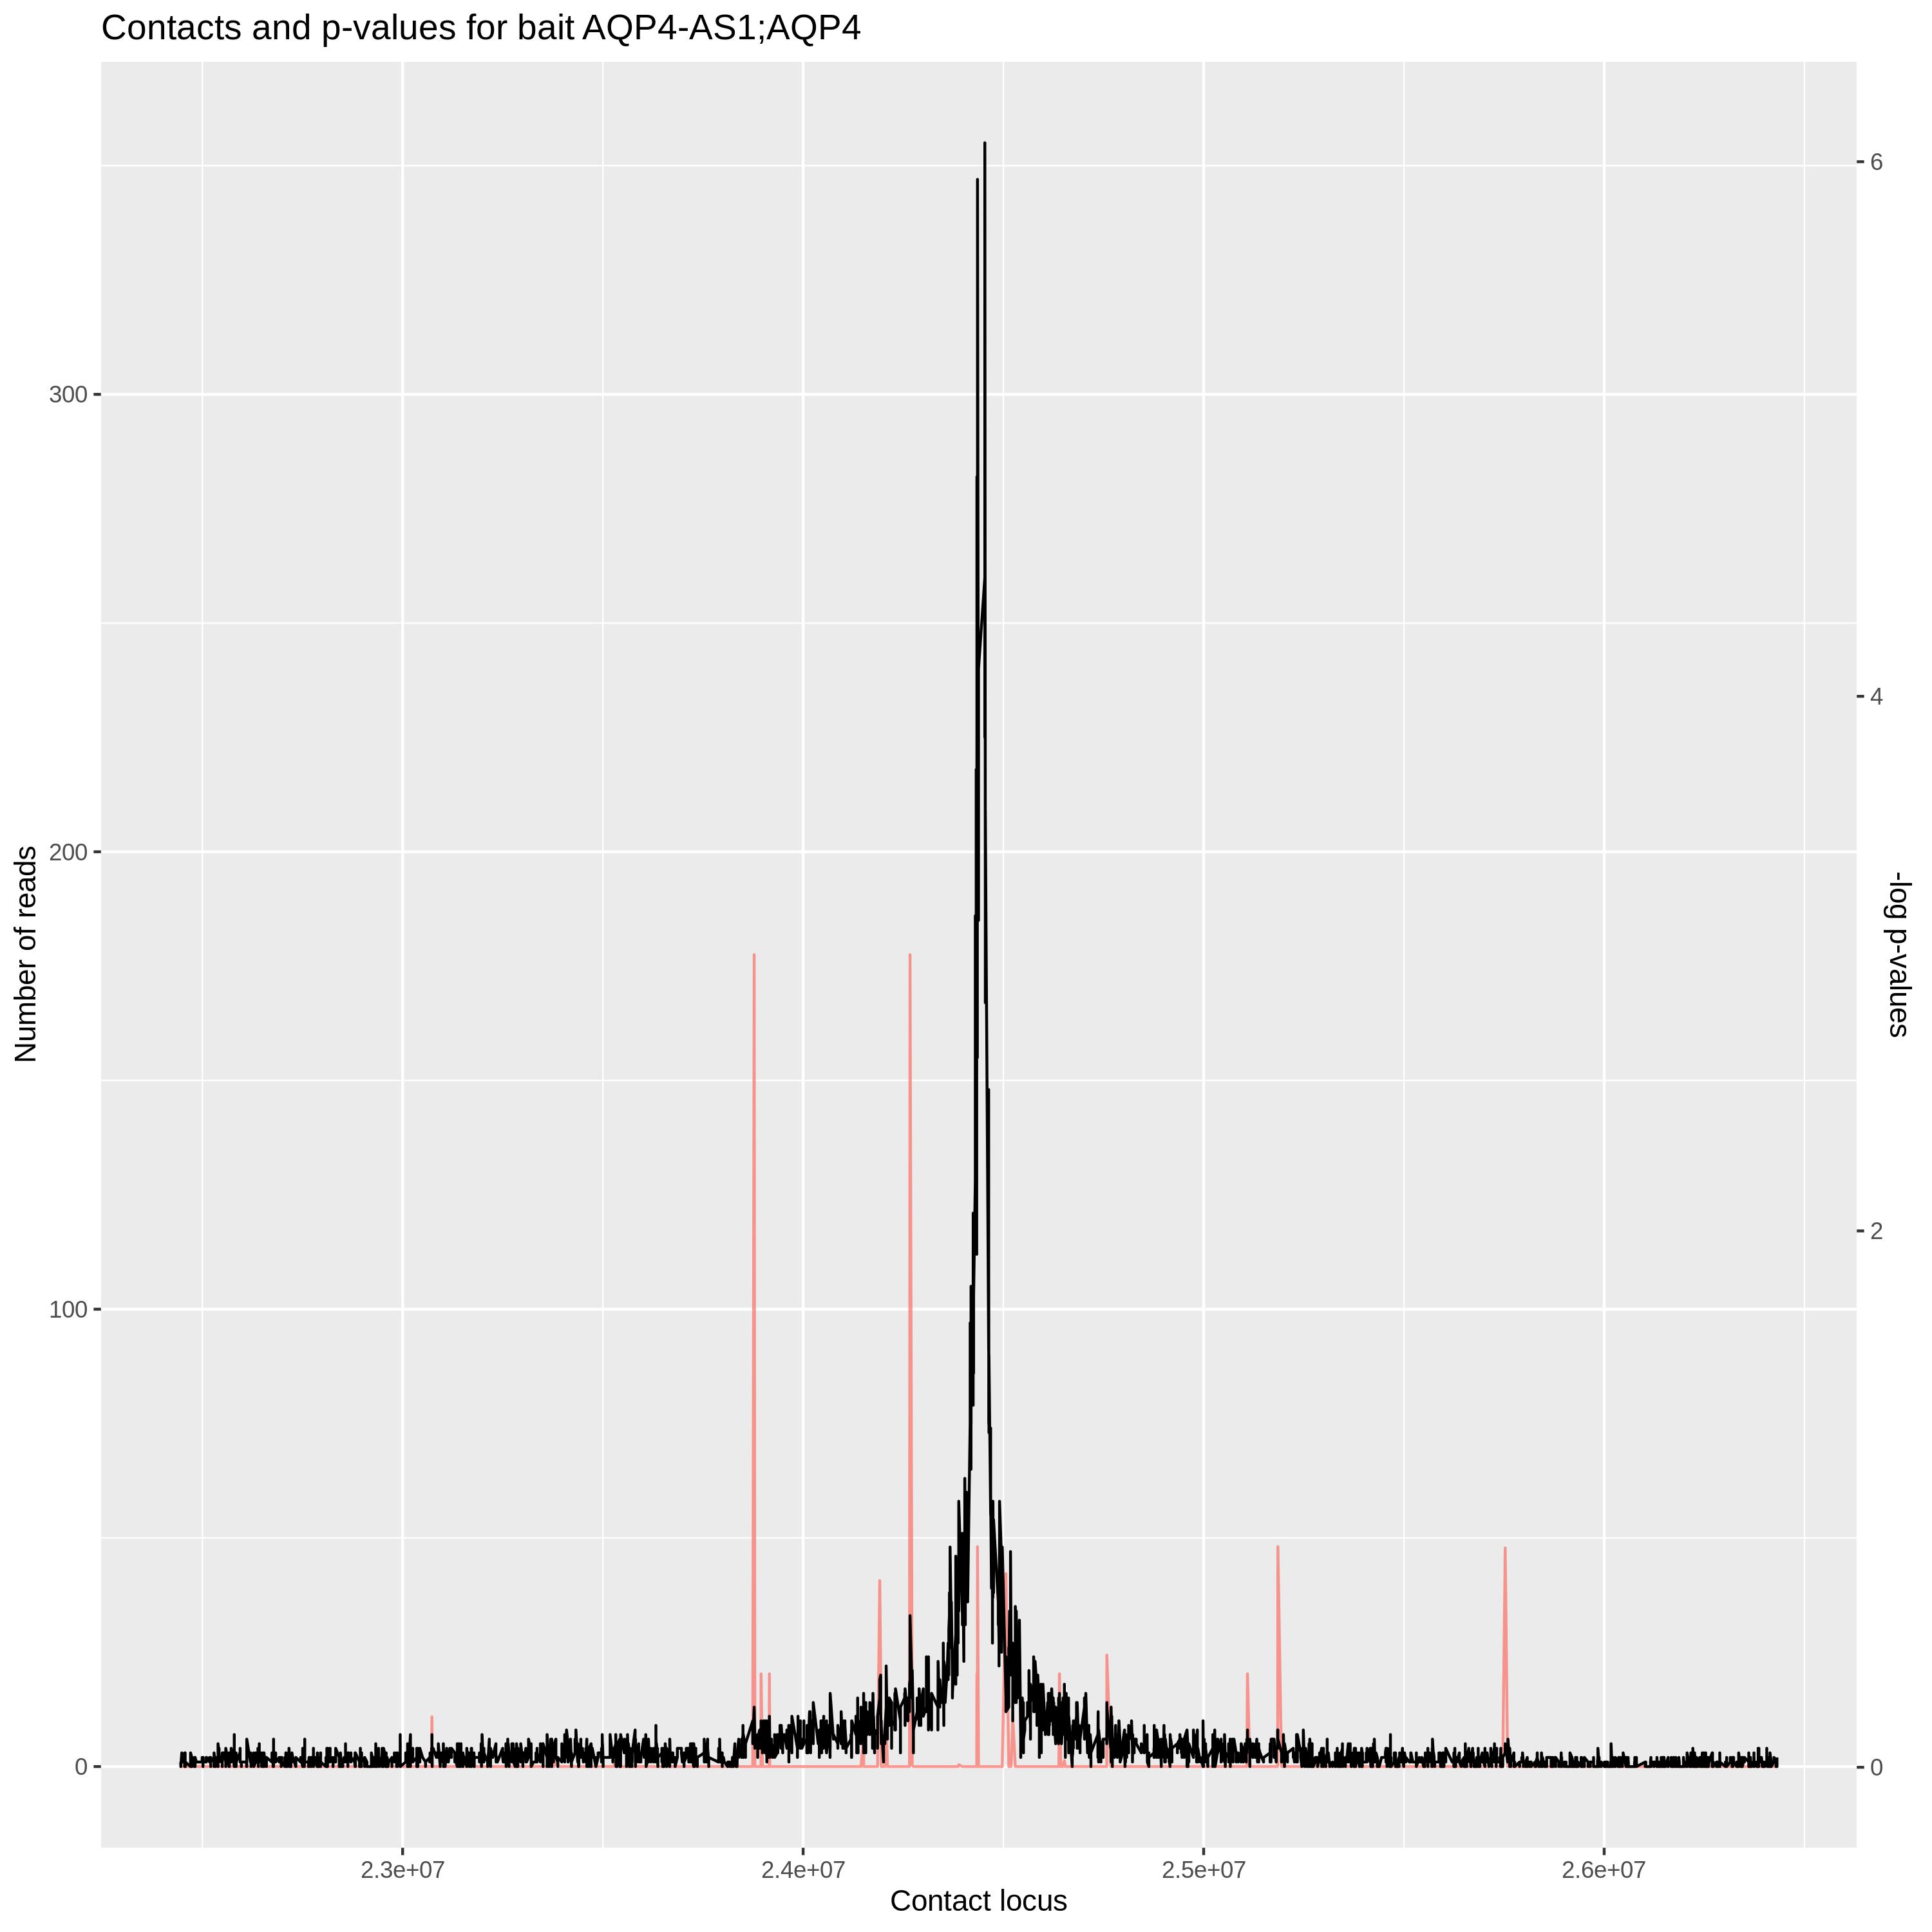 Contacts and p-values for bait AQP4-AS1;AQP4
300
200
100
0
Number of reads
6
4
2
0
-log p-values
2.3e+07
2.4e+07
2.5e+07
2.6e+07
Contact locus